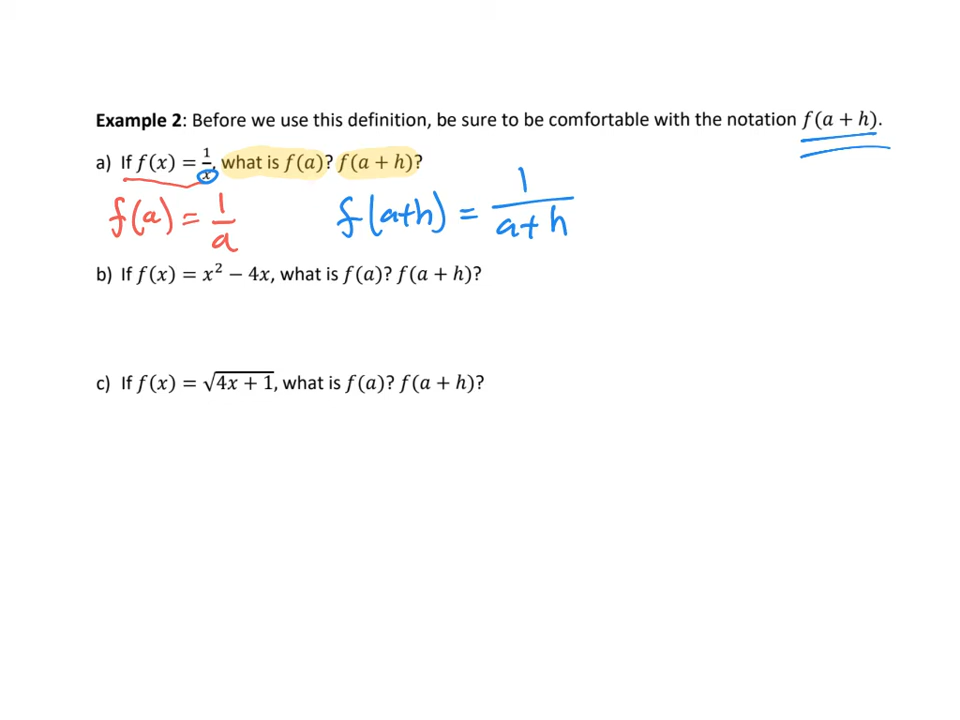 Example 2: Before we use this definition, be sure to be comfortable with the notation f(a + h).
a) If f(x) = 1/x, what is f(a)? f(a + h)?
f(a) = 1/a f(a+h) = 1/(a+h)
b) If f(x) = x² − 4x, what is f(a)? f(a + h)?
c) If f(x) = √(4x + 1), what is f(a)? f(a + h)?